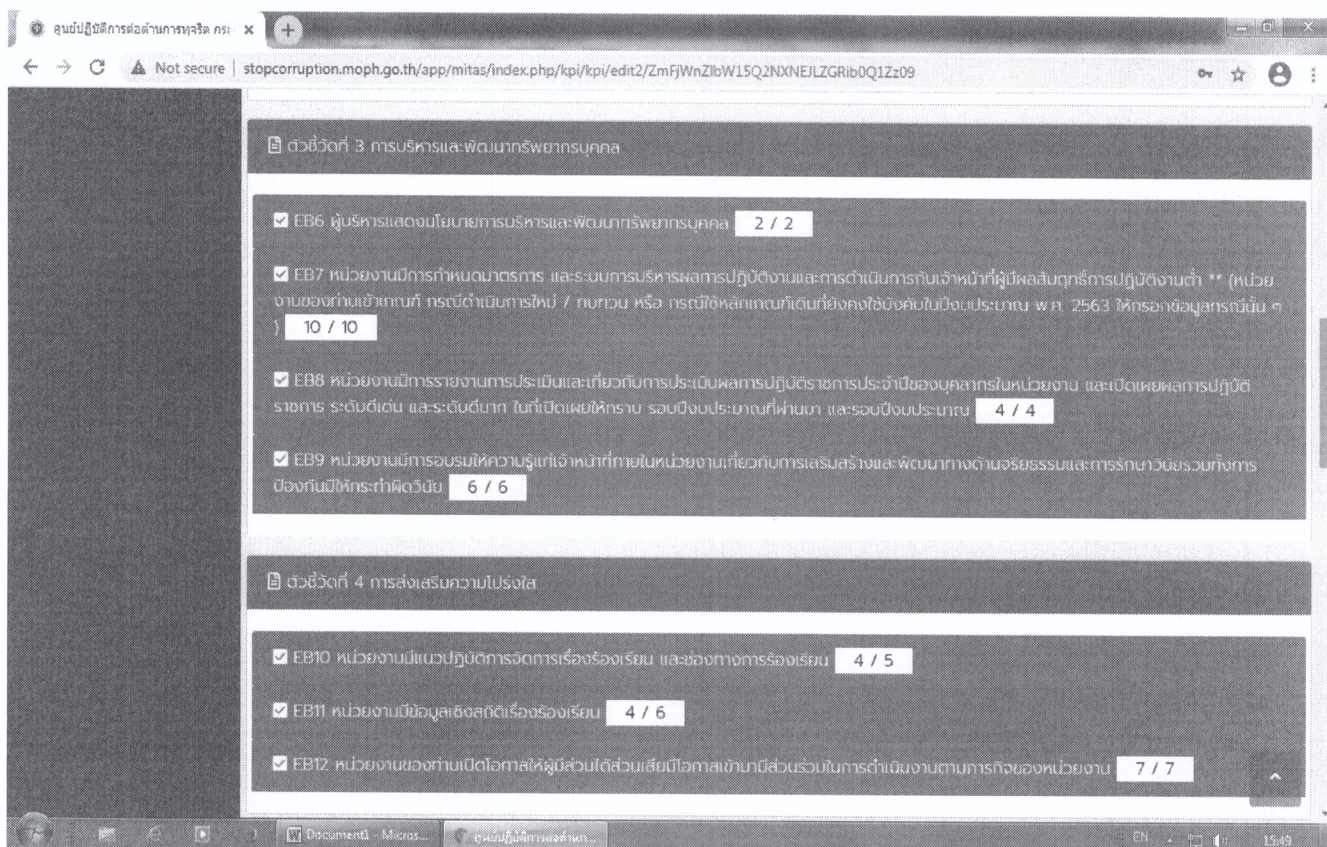 ศูนย์ปฏิบัติการต่อต้านการทุจริต กระ
Not secure | stopcorruption.moph.go.th/app/mitas/index.php/kpi/kpi/edit2/ZmFjWnZlbW15Q2NXNEJLZGRib0Q1Zz09
ตัวชี้วัดที่ 3 การบริหารและพัฒนาทรัพยากรบุคคล
EB6 ผู้บริหารแสดงนโยบายการบริหารและพัฒนาทรัพยากรบุคคล 2 / 2
EB7 หน่วยงานมีการกำหนดมาตรการ และระบบการบริหารผลการปฏิบัติงานและการดำเนินการกับเจ้าหน้าที่ผู้มีผลสัมฤทธิ์การปฏิบัติงานต่ำ ** (หน่วย
งานของท่านเข้าเกณฑ์ กรณีดำเนินการใหม่ / ทบทวน หรือ กรณีใช้หลักเกณฑ์เดิมที่ยังคงใช้บังคับในปีงบประมาณ พ.ศ. 2563 ให้กรอกข้อมูลกรณีนั้น ๆ
) 10 / 10
EB8 หน่วยงานมีการรายงานการประเมินและเกี่ยวกับการประเมินผลการปฏิบัติราชการประจำปีของบุคลากรในหน่วยงาน และเปิดเผยผลการปฏิบัติ
ราชการ ระดับดีเด่น และระดับดีมาก ในที่เปิดเผยให้ทราบ รอบปีงบประมาณที่ผ่านมา และรอบปีงบประมาณ 4 / 4
EB9 หน่วยงานมีการอบรมให้ความรู้แก่เจ้าหน้าที่ภายในหน่วยงานเกี่ยวกับการเสริมสร้างและพัฒนาทางด้านจริยธรรมและการรักษาวินัยรวมทั้งการ
ป้องกันมิให้กระทำผิดวินัย 6 / 6
ตัวชี้วัดที่ 4 การส่งเสริมความโปร่งใส
EB10 หน่วยงานมีแนวปฏิบัติการจัดการเรื่องร้องเรียน และช่องทางการร้องเรียน 4 / 5
EB11 หน่วยงานมีข้อมูลเชิงสถิติเรื่องร้องเรียน 4 / 6
EB12 หน่วยงานของท่านเปิดโอกาสให้ผู้มีส่วนได้ส่วนเสียมีโอกาสเข้ามามีส่วนร่วมในการดำเนินงานตามภารกิจของหน่วยงาน 7 / 7
Document1 - Micros...
EN
15:49